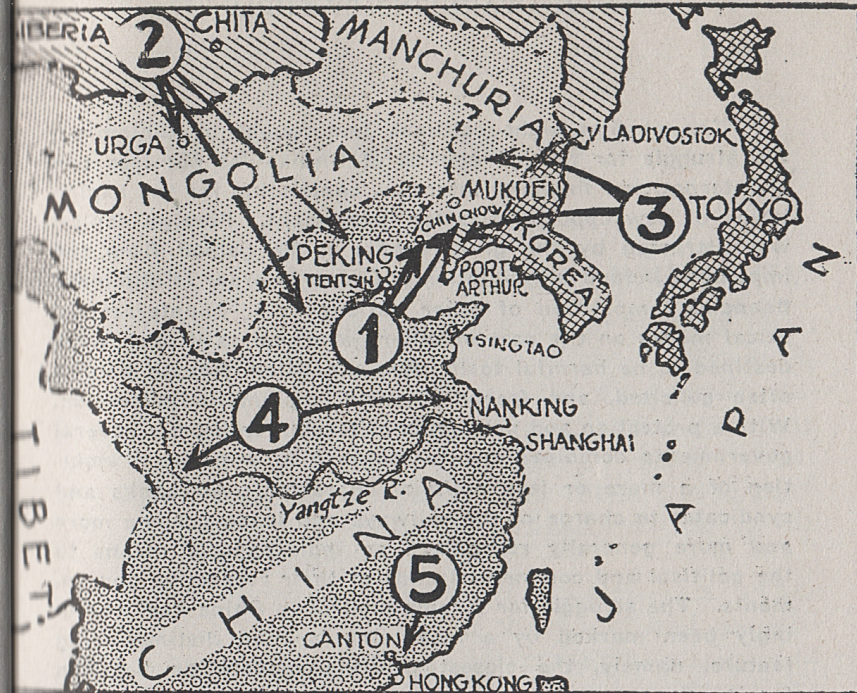 IBERIA
2
CHITA
MANCHURIA
URGA
VLADIVOSTOK
MONGOLIA
MUKDEN
3
TOKYO
CHINCHOW
KOREA
PEKING
TIENTSIN
PORT
ARTHUR
1
TSINGTAO
JAPAN
4
NANKING
SHANGHAI
Yangtze R.
TIBET
CHINA
5
CANTON
HONGKONG